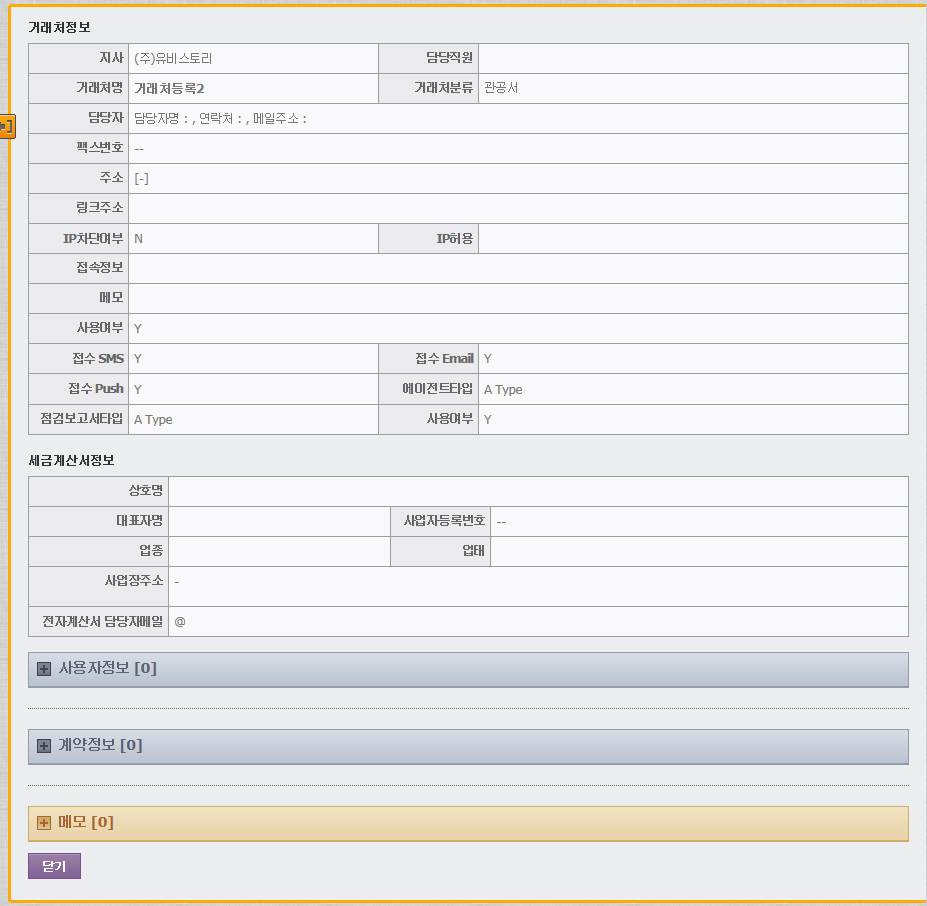 거래처정보
지사 (주)유비스토리 담당직원
거래처명 거래처등록2 거래처분류 관공서
담당자 담당자명 : , 연락처 : , 메일주소 :
팩스번호 --
주소 [-]
링크주소
IP차단여부 N IP허용
접속정보
메모
사용여부 Y
접수 SMS Y 접수 Email Y
접수 Push Y 에이전트타입 A Type
점검보고서타입 A Type 사용여부 Y
세금계산서정보
상호명
대표자명 사업자등록번호 --
업종 업태
사업장주소 -
전자계산서 담당자메일 @
사용자정보 [0]
계약정보 [0]
메모 [0]
닫기